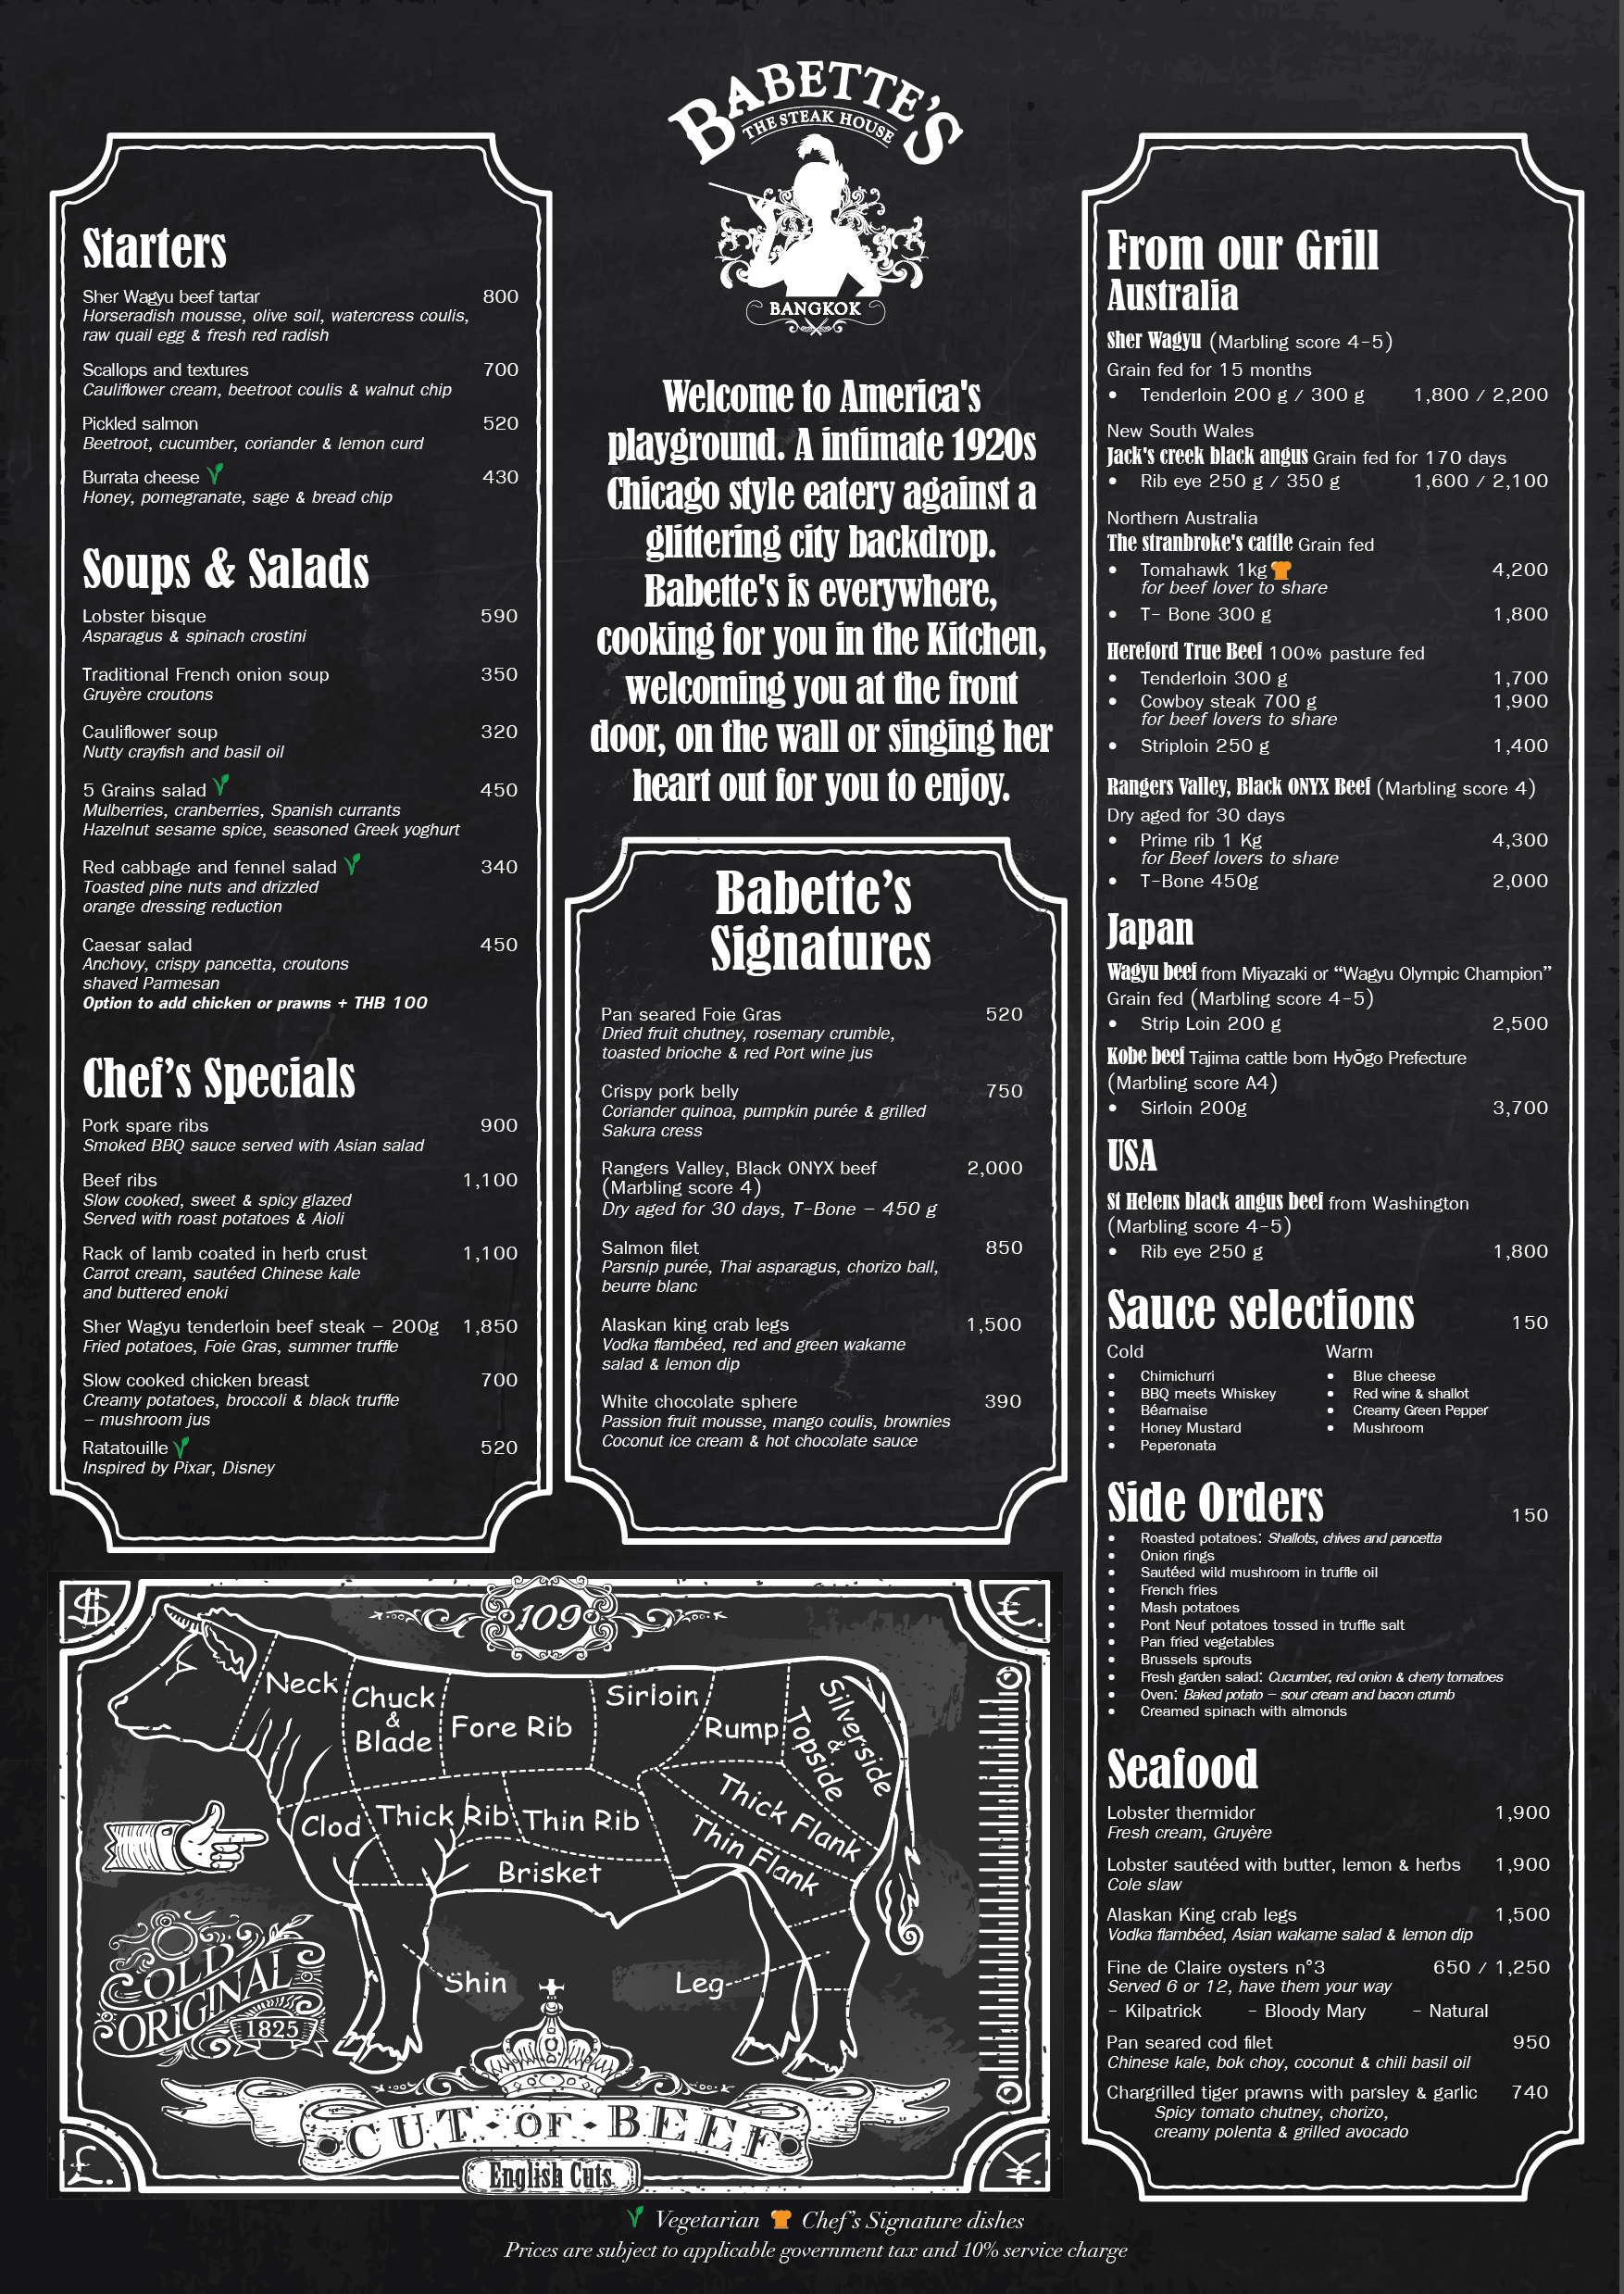 BABETTE'S
THE STEAK HOUSE
BANGKOK
Starters
Sher Wagyu beef tartar 800
Horseradish mousse, olive soil, watercress coulis,
raw quail egg & fresh red radish
Scallops and textures 700
Cauliflower cream, beetroot coulis & walnut chip
Pickled salmon 520
Beetroot, cucumber, coriander & lemon curd
Burrata cheese 430
Honey, pomegranate, sage & bread chip
Soups & Salads
Lobster bisque 590
Asparagus & spinach crostini
Traditional French onion soup 350
Gruyère croutons
Cauliflower soup 320
Nutty crayfish and basil oil
5 Grains salad 450
Mulberries, cranberries, Spanish currants
Hazelnut sesame spice, seasoned Greek yoghurt
Red cabbage and fennel salad 340
Toasted pine nuts and drizzled
orange dressing reduction
Caesar salad 450
Anchovy, crispy pancetta, croutons
shaved Parmesan
Option to add chicken or prawns + THB 100
Chef's Specials
Pork spare ribs 900
Smoked BBQ sauce served with Asian salad
Beef ribs 1,100
Slow cooked, sweet & spicy glazed
Served with roast potatoes & Aioli
Rack of lamb coated in herb crust 1,100
Carrot cream, sautéed Chinese kale
and buttered enoki
Sher Wagyu tenderloin beef steak – 200g 1,850
Fried potatoes, Foie Gras, summer truffle
Slow cooked chicken breast 700
Creamy potatoes, broccoli & black truffle
– mushroom jus
Ratatouille 520
Inspired by Pixar, Disney
Welcome to America's
playground. A intimate 1920s
Chicago style eatery against a
glittering city backdrop.
Babette's is everywhere,
cooking for you in the Kitchen,
welcoming you at the front
door, on the wall or singing her
heart out for you to enjoy.
Babette's
Signatures
Pan seared Foie Gras 520
Dried fruit chutney, rosemary crumble,
toasted brioche & red Port wine jus
Crispy pork belly 750
Coriander quinoa, pumpkin purée & grilled
Sakura cress
Rangers Valley, Black ONYX beef 2,000
(Marbling score 4)
Dry aged for 30 days, T-Bone – 450 g
Salmon filet 850
Parsnip purée, Thai asparagus, chorizo ball,
beurre blanc
Alaskan king crab legs 1,500
Vodka flambéed, red and green wakame
salad & lemon dip
White chocolate sphere 390
Passion fruit mousse, mango coulis, brownies
Coconut ice cream & hot chocolate sauce
From our Grill
Australia
Sher Wagyu (Marbling score 4-5)
Grain fed for 15 months
• Tenderloin 200 g / 300 g 1,800 / 2,200
New South Wales
Jack's creek black angus Grain fed for 170 days
• Rib eye 250 g / 350 g 1,600 / 2,100
Northern Australia
The stranbroke's cattle Grain fed
• Tomahawk 1kg 4,200
for beef lover to share
• T- Bone 300 g 1,800
Hereford True Beef 100% pasture fed
• Tenderloin 300 g 1,700
• Cowboy steak 700 g 1,900
for beef lovers to share
• Striploin 250 g 1,400
Rangers Valley, Black ONYX Beef (Marbling score 4)
Dry aged for 30 days
• Prime rib 1 Kg 4,300
for Beef lovers to share
• T-Bone 450g 2,000
Japan
Wagyu beef from Miyazaki or “Wagyu Olympic Champion”
Grain fed (Marbling score 4-5)
• Strip Loin 200 g 2,500
Kobe beef Tajima cattle born Hyōgo Prefecture
(Marbling score A4)
• Sirloin 200g 3,700
USA
St Helens black angus beef from Washington
(Marbling score 4-5)
• Rib eye 250 g 1,800
Sauce selections 150
Cold Warm
• Chimichurri • Blue cheese
• BBQ meets Whiskey • Red wine & shallot
• Béarnaise • Creamy Green Pepper
• Honey Mustard • Mushroom
• Peperonata
Side Orders 150
• Roasted potatoes: Shallots, chives and pancetta
• Onion rings
• Sautéed wild mushroom in truffle oil
• French fries
• Mash potatoes
• Pont Neuf potatoes tossed in truffle salt
• Pan fried vegetables
• Brussels sprouts
• Fresh garden salad: Cucumber, red onion & cherry tomatoes
• Oven: Baked potato – sour cream and bacon crumb
• Creamed spinach with almonds
Seafood
Lobster thermidor 1,900
Fresh cream, Gruyère
Lobster sautéed with butter, lemon & herbs 1,900
Cole slaw
Alaskan King crab legs 1,500
Vodka flambéed, Asian wakame salad & lemon dip
Fine de Claire oysters n°3 650 / 1,250
Served 6 or 12, have them your way
- Kilpatrick - Bloody Mary - Natural
Pan seared cod filet 950
Chinese kale, bok choy, coconut & chili basil oil
Chargrilled tiger prawns with parsley & garlic 740
Spicy tomato chutney, chorizo,
creamy polenta & grilled avocado
$
109
€.
Neck
Chuck
&
Blade
Fore Rib
Sirloin
Rump
Silverside
&
Topside
Clod
Thick Rib
Thin Rib
Thick Flank
Thin Flank
Brisket
Shin
Leg
OLD
ORIGINAL
1825
CUT · OF · BEEF
£.
¥.
English Cuts
Vegetarian Chef's Signature dishes
Prices are subject to applicable government tax and 10% service charge